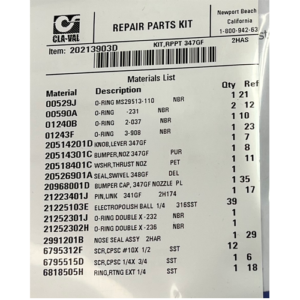 CLA-VAL
REPAIR PARTS KIT
Newport Beach
California
1-800-942-63
Item: 20213903D
KIT,RPPT 347GF 2HAS
Materials List
Material Description Qty Ref
00529J O-RING MS29513-110 NBR 1 21
00590A O-RING -231 NBR 2 12
01240B O-RING -037 NBR 1 10
01243F O-RING 3-908 NBR 1 23
20514201D KNOB,LEVER 347GF 1 7
20514301C BUMPER,NOZ 347GF PUR 1 8
20518401C WSHR,THRUST NOZ PET 1 11
20526901A SEAL,SWIVEL 348GF PE 1
20968001D BUMPER CAP, 347GF NOZZLE PL 1 35
21223401J PIN,LINK 341GF 2H174 1 17
21225103E ELECTROPOLISH BALL 1/4 316SS 39
21252301J O-RING DOUBLE X -232 NBR 1
21252302H O-RING DOUBLE X -236 NBR 1
2991201B NOSE SEAL ASSY 2HAR 1 29
6795312F SCR,CPSC #10X 1/2 SST 12
6795515D SCR,CPSC 1/4X 3/4 SST 1 6
6818505H RING,RTNG EXT 1/4 SST 1 18